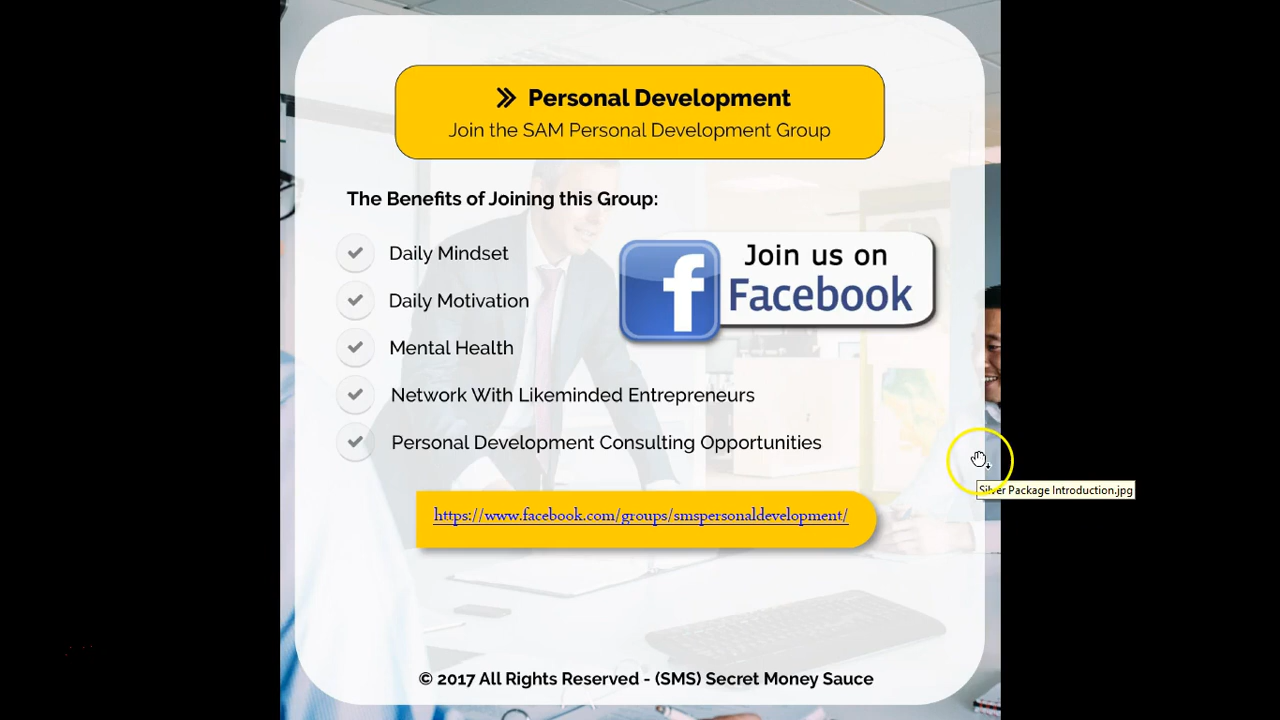 Personal Development
Join the SAM Personal Development Group
The Benefits of Joining this Group:
Daily Mindset
Daily Motivation
Mental Health
Network With Likeminded Entrepreneurs
Personal Development Consulting Opportunities
f Join us on
Facebook
Silver Package Introduction.jpg
https://www.facebook.com/groups/smspersonaldevelopment/
© 2017 All Rights Reserved - (SMS) Secret Money Sauce